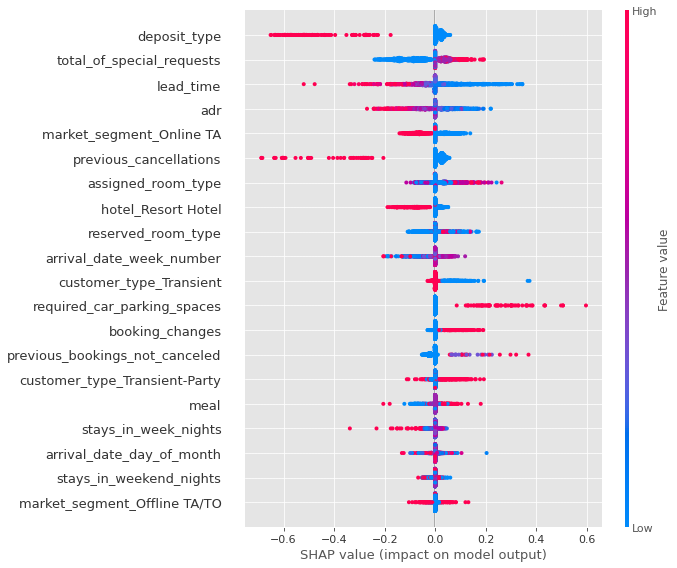 High
deposit_type
total_of_special_requests
lead_time
adr
market_segment_Online TA
previous_cancellations
assigned_room_type
hotel_Resort Hotel
reserved_room_type
arrival_date_week_number
customer_type_Transient
required_car_parking_spaces
booking_changes
previous_bookings_not_canceled
customer_type_Transient-Party
meal
stays_in_week_nights
arrival_date_day_of_month
stays_in_weekend_nights
market_segment_Offline TA/TO
Feature value
Low
−0.6 −0.4 −0.2 0.0 0.2 0.4 0.6
SHAP value (impact on model output)